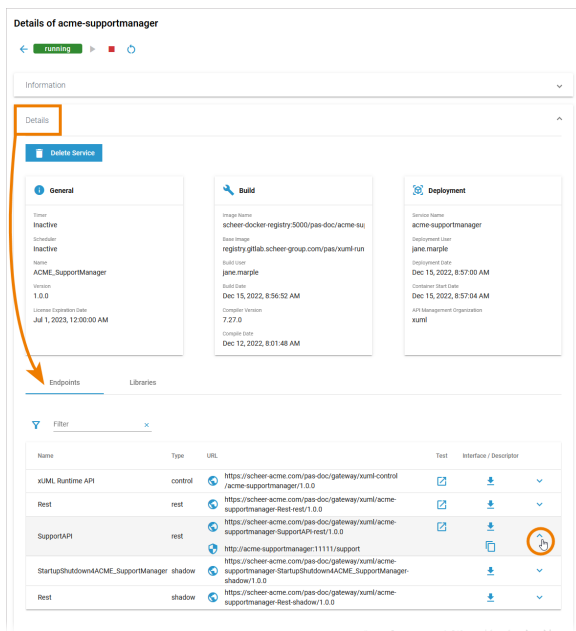 Details of acme-supportmanager
running
Information
Details
Delete Service
General
Timer
Inactive
Scheduler
Inactive
Name
ACME_SupportManager
Version
1.0.0
License Expiration Date
Jul 1, 2023, 12:00:00 AM
Build
Image Name
scheer-docker-registry:5000/pas-doc/acme-su
Base Image
registry.gitlab.scheer-group.com/pas/xuml-run
Build User
jane.marple
Build Date
Dec 15, 2022, 8:56:52 AM
Compiler Version
7.27.0
Compile Date
Dec 12, 2022, 8:01:48 AM
Deployment
Service Name
acme-supportmanager
Deployment User
jane.marple
Deployment Date
Dec 15, 2022, 8:57:00 AM
Container Start Date
Dec 15, 2022, 8:57:04 AM
API Management Organization
xuml
Endpoints Libraries
Filter
Name Type URL Test Interface / Descriptor
xUML Runtime API control https://scheer-acme.com/pas-doc/gateway/xuml-control
/acme-supportmanager/1.0.0
Rest rest https://scheer-acme.com/pas-doc/gateway/xuml/acme-
supportmanager-Rest-rest/1.0.0
SupportAPI rest https://scheer-acme.com/pas-doc/gateway/xuml/acme-
supportmanager-SupportAPI-rest/1.0.0
http://acme-supportmanager:11111/support
StartupShutdown4ACME_SupportManager shadow https://scheer-acme.com/pas-doc/gateway/xuml/acme-
supportmanager-StartupShutdown4ACME_SupportManager-
shadow/1.0.0
Rest shadow https://scheer-acme.com/pas-doc/gateway/xuml/acme-
supportmanager-Rest-shadow/1.0.0